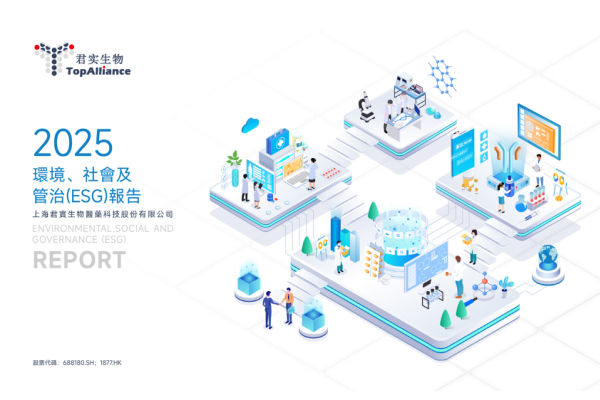 君实生物
TopAlliance
2025
環境、社會及
管治(ESG)報告
上海君實生物醫藥科技股份有限公司
ENVIRONMENTAL,SOCIAL AND
GOVERNANCE (ESG)
REPORT
股票代碼：688180.SH；1877.HK